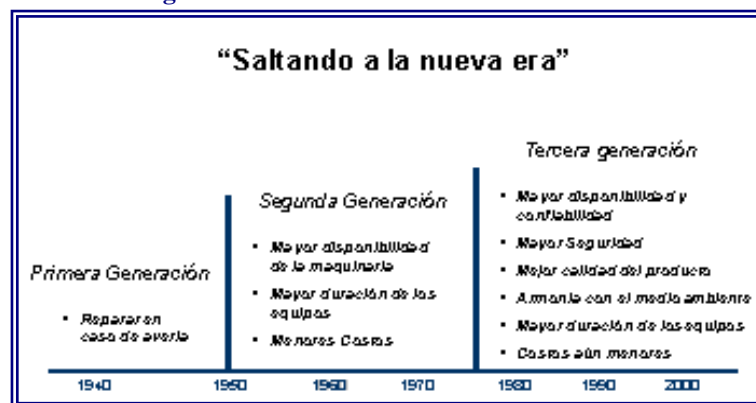 “Saltando a la nueva era”
Tercera generación
• Mayor disponibilidad y
confiabilidad
• Mayor Seguridad
• Mejor calidad del producto
• Armonía con el medio ambiente
• Mayor duración de los equipos
• Costos aún menores
Segunda Generación
• Mayor disponibilidad
de la maquinaria
• Mayor duración de los
equipos
• Menores Costos
Primera Generación
• Reparar en
caso de avería
1940 1950 1960 1970 1980 1990 2000